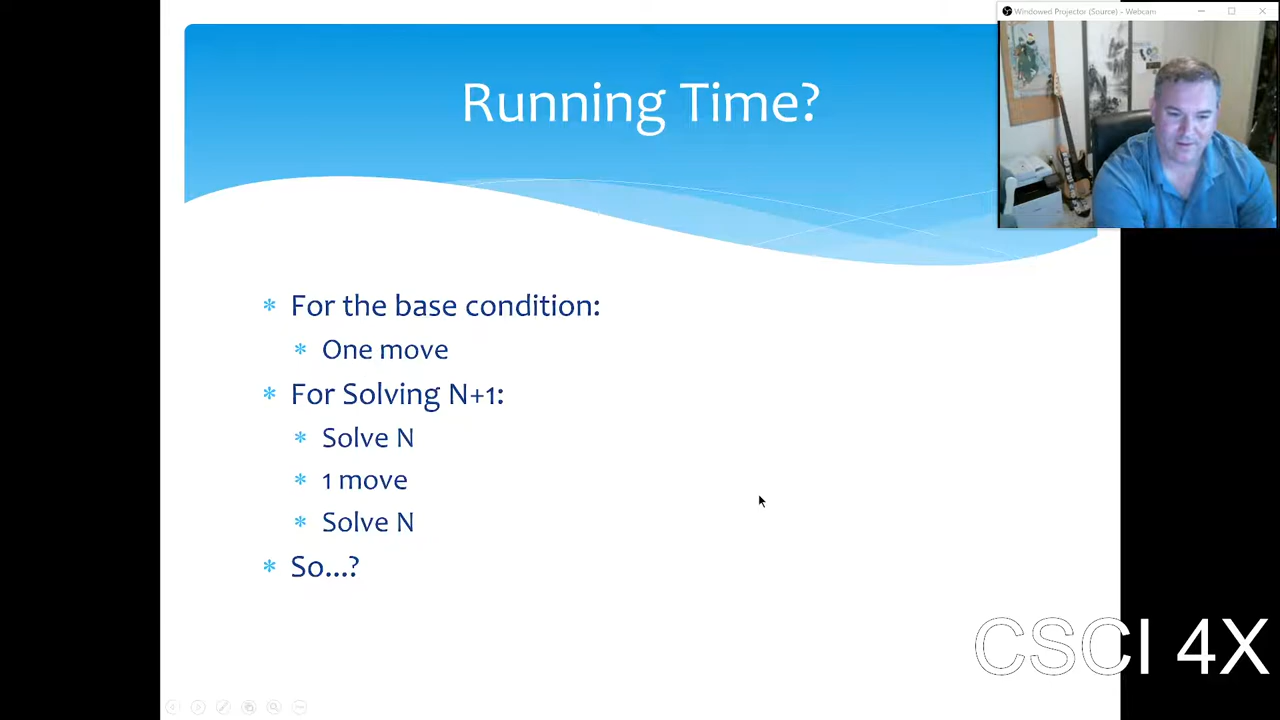 Windowed Projector (Source) - Webcam
Running Time?
* For the base condition:
* One move
* For Solving N+1:
* Solve N
* 1 move
* Solve N
* So...?
CSCI 4X